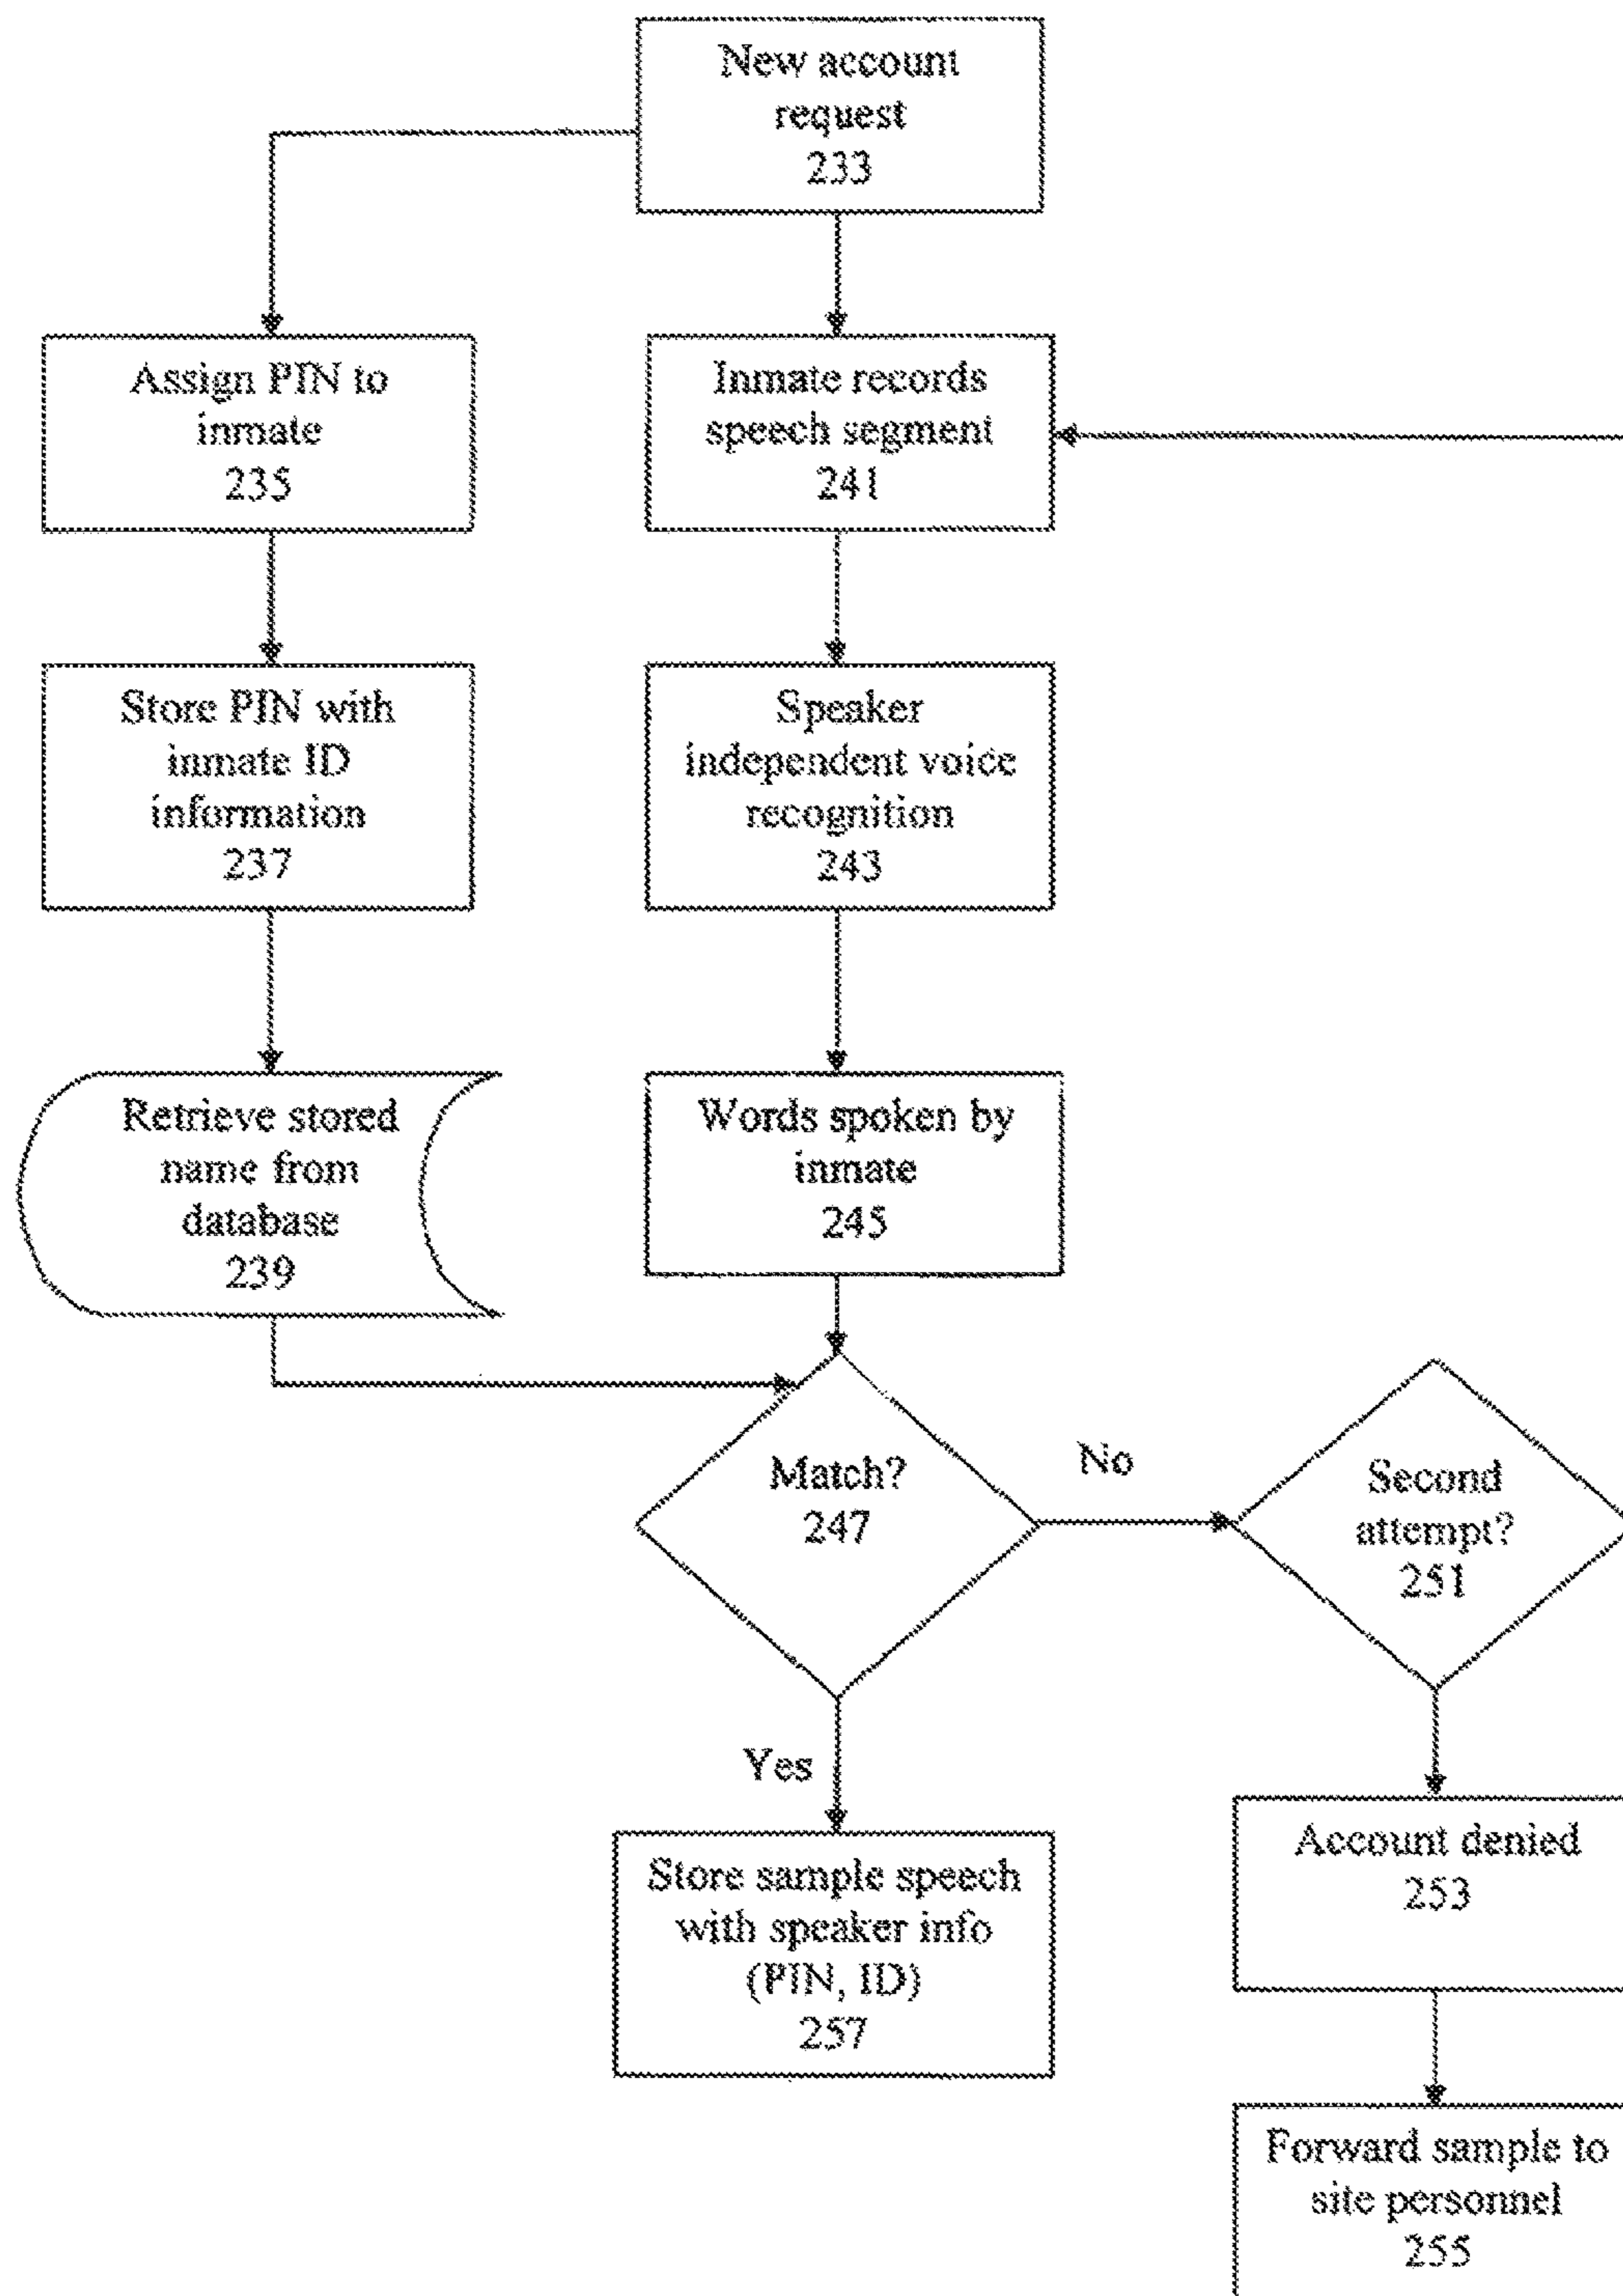 New account
request
233
Assign PIN to
inmate
235
Inmate records
speech segment
241
Store PIN with
inmate ID
information
237
Speaker
independent voice
recognition
243
Retrieve stored
name from
database
239
Words spoken by
inmate
245
Match?
247
No
Second
attempt?
251
Yes
Account denied
253
Store sample speech
with speaker info
(PIN, ID)
257
Forward sample to
site personnel
255